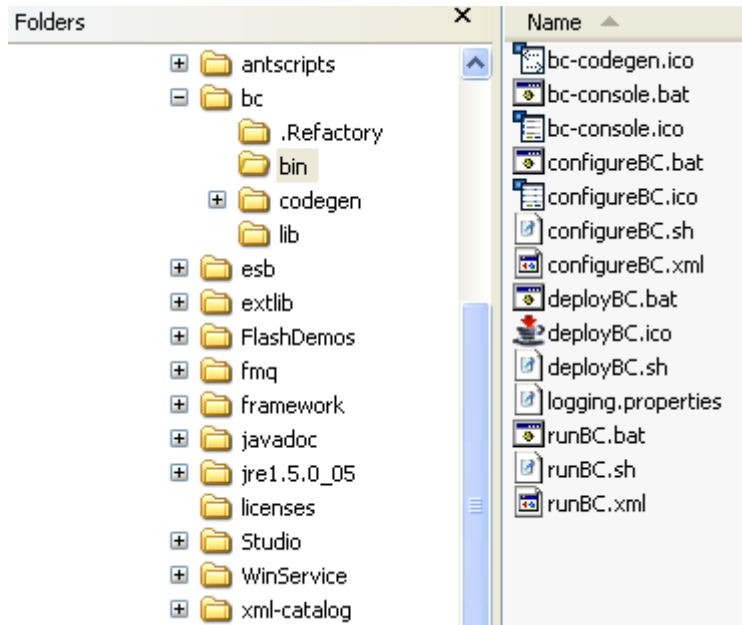 Folders
antscripts
bc
.Refactory
bin
codegen
lib
esb
extlib
FlashDemos
fmq
framework
javadoc
jre1.5.0_05
licenses
Studio
WinService
xml-catalog
Name
bc-codegen.ico
bc-console.bat
bc-console.ico
configureBC.bat
configureBC.ico
configureBC.sh
configureBC.xml
deployBC.bat
deployBC.ico
deployBC.sh
logging.properties
runBC.bat
runBC.sh
runBC.xml